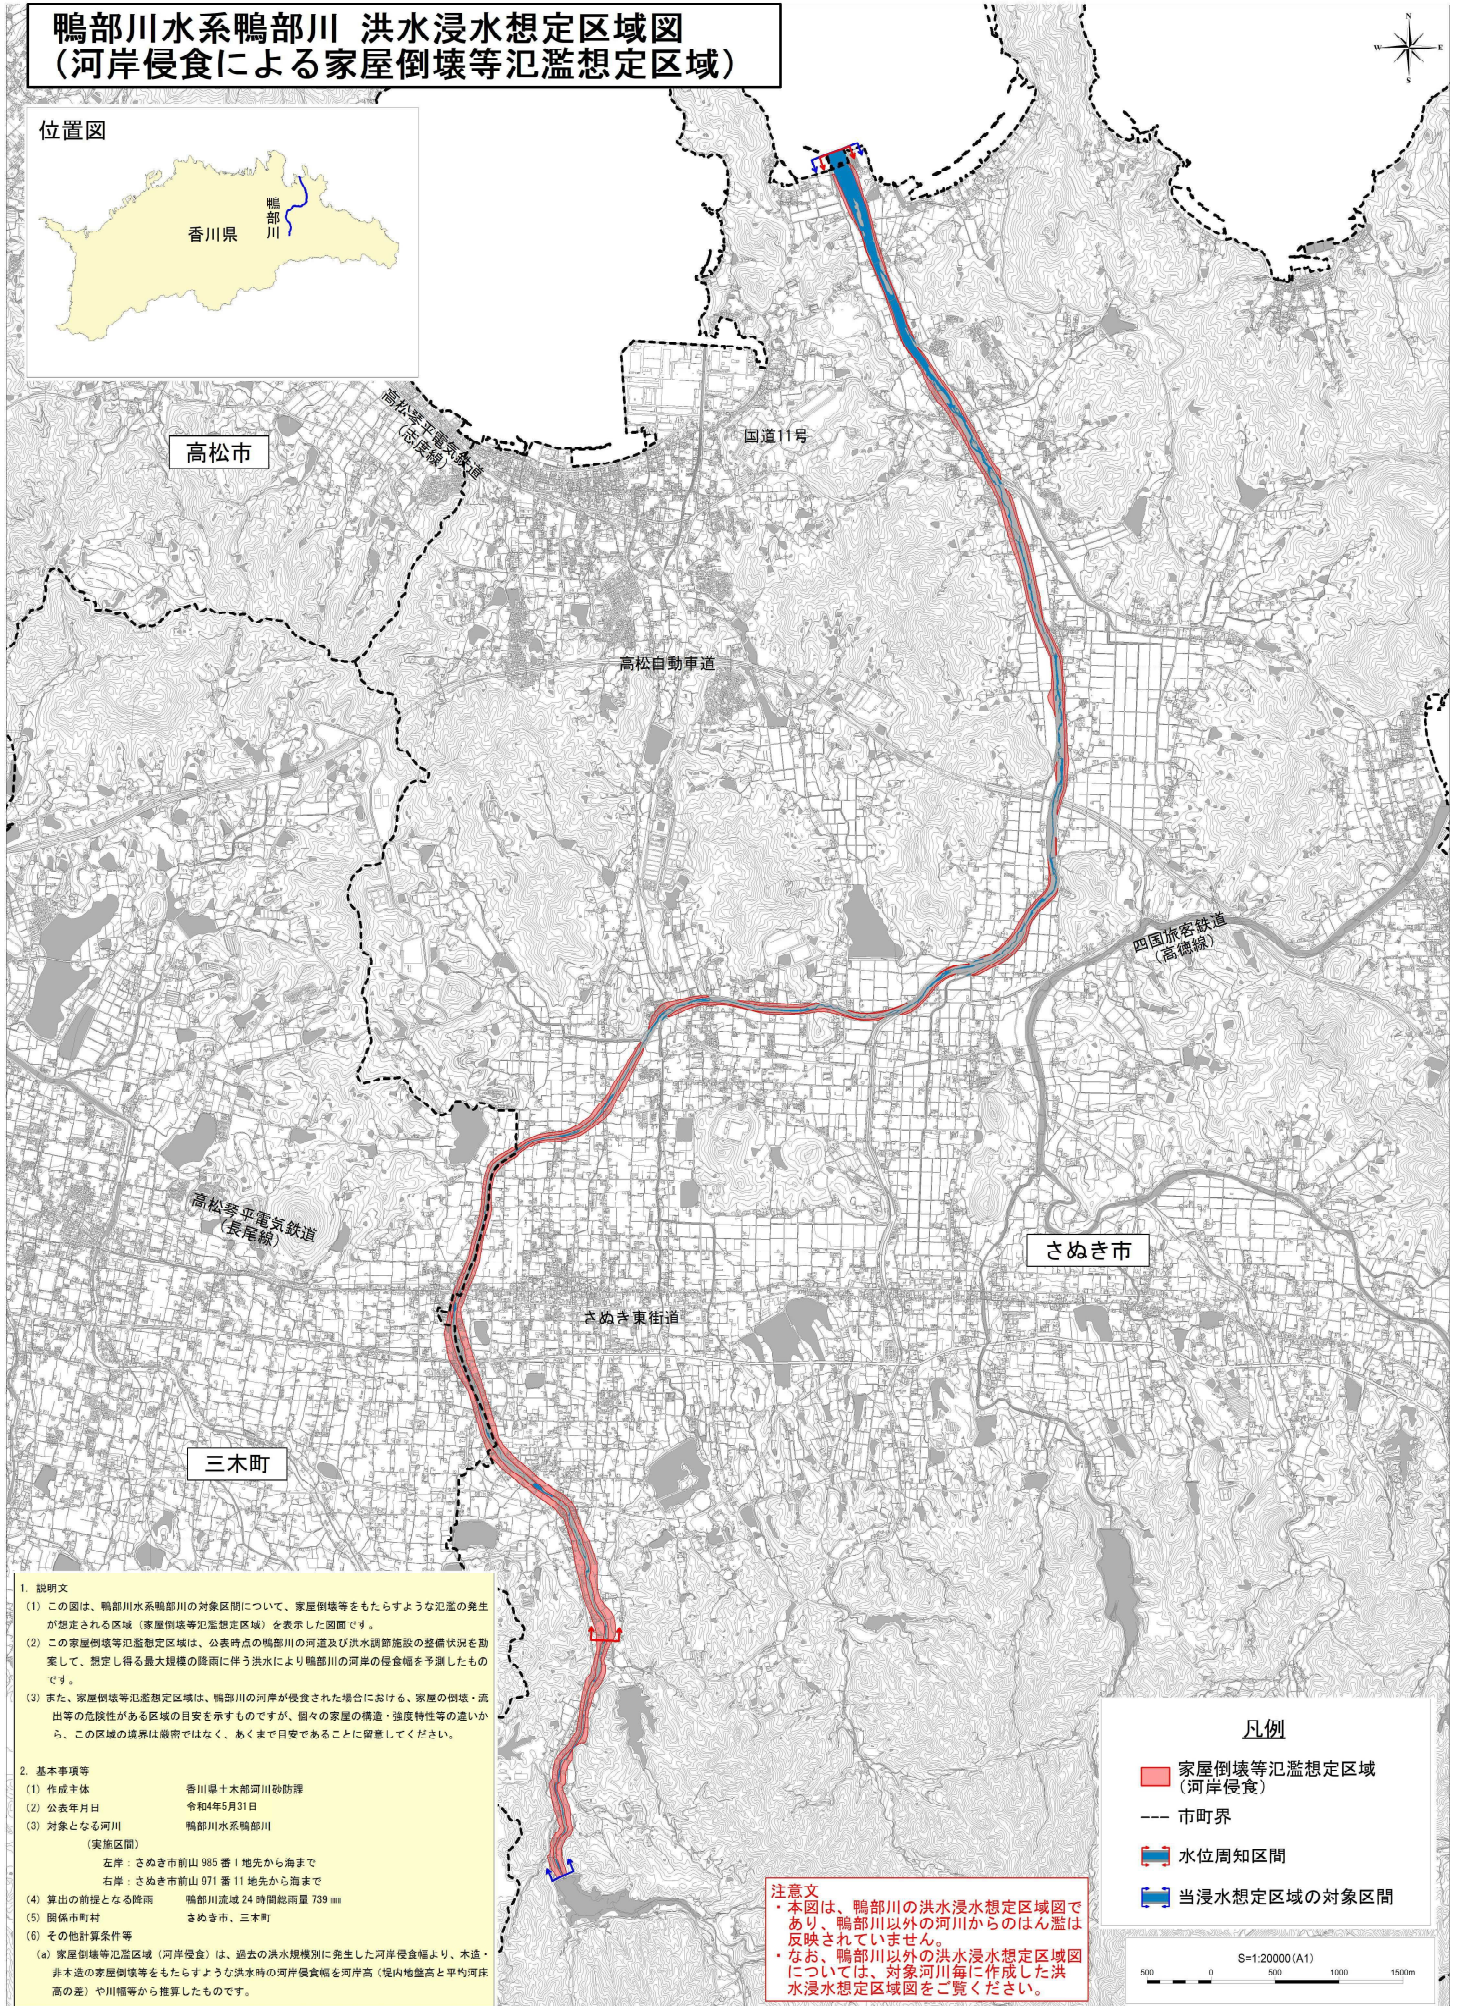 鴨部川水系鴨部川 洪水浸水想定区域図
（河岸侵食による家屋倒壊等氾濫想定区域）
N
W
E
S
位置図
香川県
鴨部川
高松琴平電気鉄道
（志度線）
高松市
国道11号
高松自動車道
四国旅客鉄道
（高徳線）
高松琴平電気鉄道
（長尾線）
さぬき市
さぬき東街道
三木町
1. 説明文
(1) この図は、鴨部川水系鴨部川の対象区間について、家屋倒壊等をもたらすような氾濫の発生
が想定される区域（家屋倒壊等氾濫想定区域）を表示した図面です。
(2) この家屋倒壊等氾濫想定区域は、公表時点の鴨部川の河道及び洪水調節施設の整備状況を勘
案して、想定し得る最大規模の降雨に伴う洪水により鴨部川の河岸の侵食幅を予測したもの
です。
(3) また、家屋倒壊等氾濫想定区域は、鴨部川の河岸が侵食された場合における、家屋の倒壊・流
出等の危険性がある区域の目安を示すものですが、個々の家屋の構造・強度特性等の違いか
ら、この区域の境界は厳密ではなく、あくまで目安であることに留意してください。
2. 基本事項等
(1) 作成主体 香川県土木部河川砂防課
(2) 公表年月日 令和4年5月31日
(3) 対象となる河川 鴨部川水系鴨部川
（実施区間）
左岸：さぬき市前山 985 番 1 地先から海まで
右岸：さぬき市前山 971 番 11 地先から海まで
(4) 算出の前提となる降雨 鴨部川流域 24 時間総雨量 739 ㎜
(5) 関係市町村 さぬき市、三木町
(6) その他計算条件等
(a) 家屋倒壊等氾濫区域（河岸侵食）は、過去の洪水規模別に発生した河岸侵食幅より、木造・
非木造の家屋倒壊等をもたらすような洪水時の河岸侵食幅を河岸高（堤内地盤高と平均河床
高の差）や川幅等から推算したものです。
注意文
・本図は、鴨部川の洪水浸水想定区域図で
あり、鴨部川以外の河川からのはん濫は
反映されていません。
・なお、鴨部川以外の洪水浸水想定区域図
については、対象河川毎に作成した洪
水浸水想定区域図をご覧ください。
凡例
家屋倒壊等氾濫想定区域
（河岸侵食）
市町界
水位周知区間
当浸水想定区域の対象区間
S=1:20000(A1)
500 0 500 1000 1500m